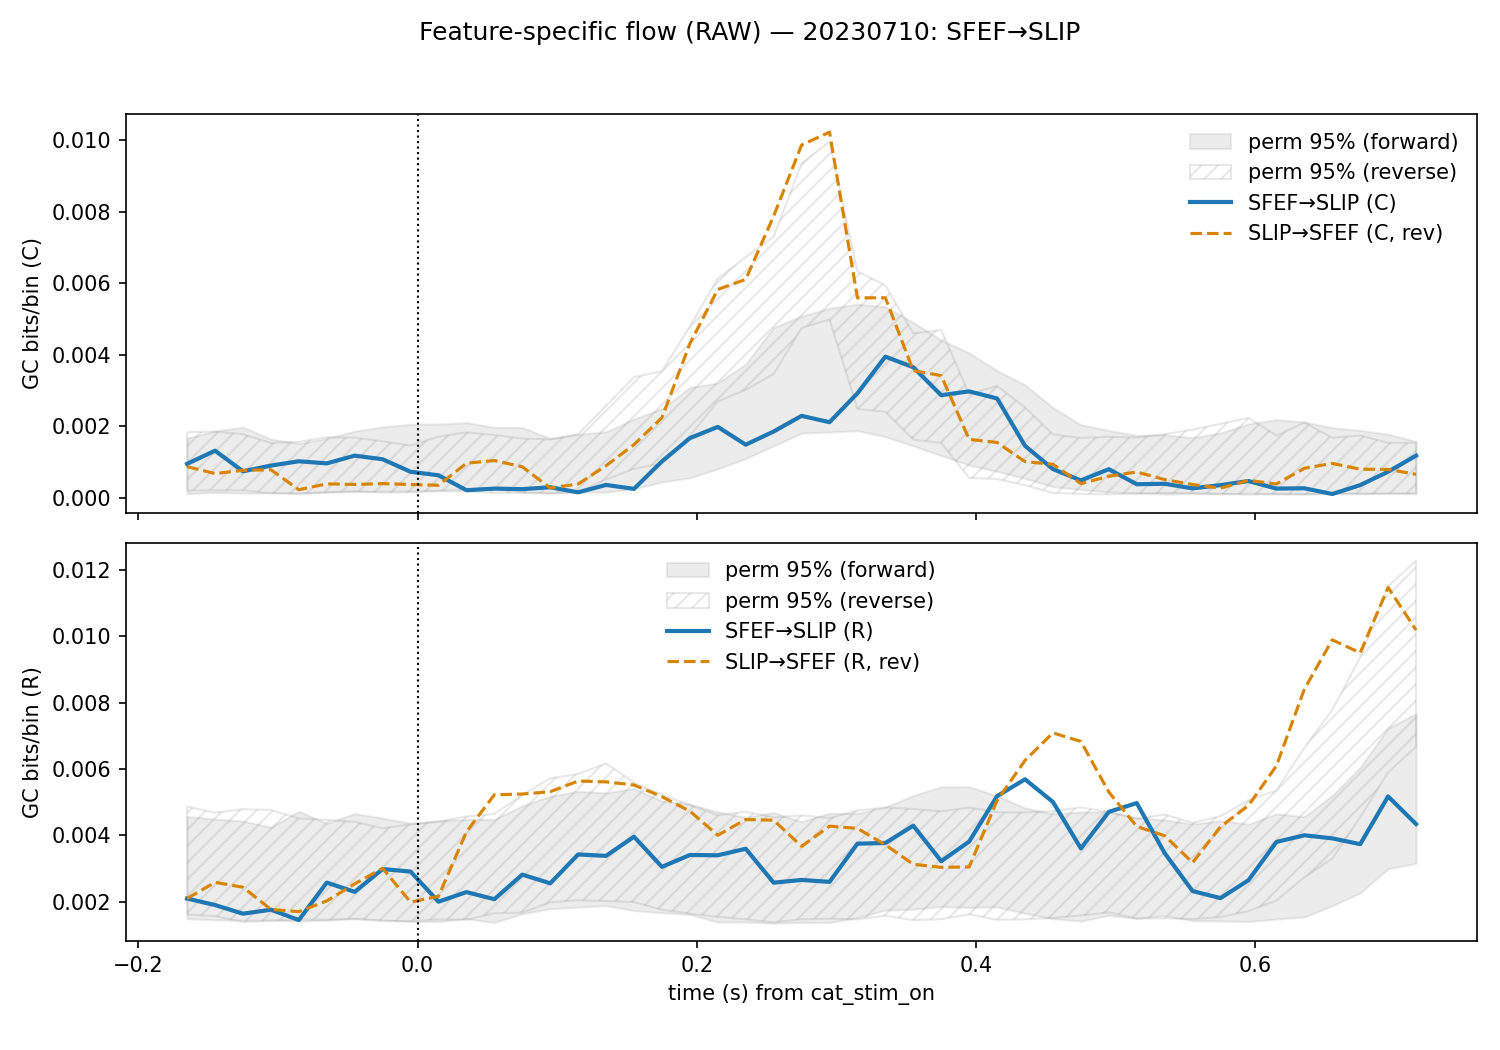 Feature-specific flow (RAW) — 20230710: SFEF→SLIP
GC bits/bin (C)
0.010
0.008
0.006
0.004
0.002
0.000
perm 95% (forward)
perm 95% (reverse)
SFEF→SLIP (C)
SLIP→SFEF (C, rev)
GC bits/bin (R)
0.012
0.010
0.008
0.006
0.004
0.002
perm 95% (forward)
perm 95% (reverse)
SFEF→SLIP (R)
SLIP→SFEF (R, rev)
−0.2 0.0 0.2 0.4 0.6
time (s) from cat_stim_on